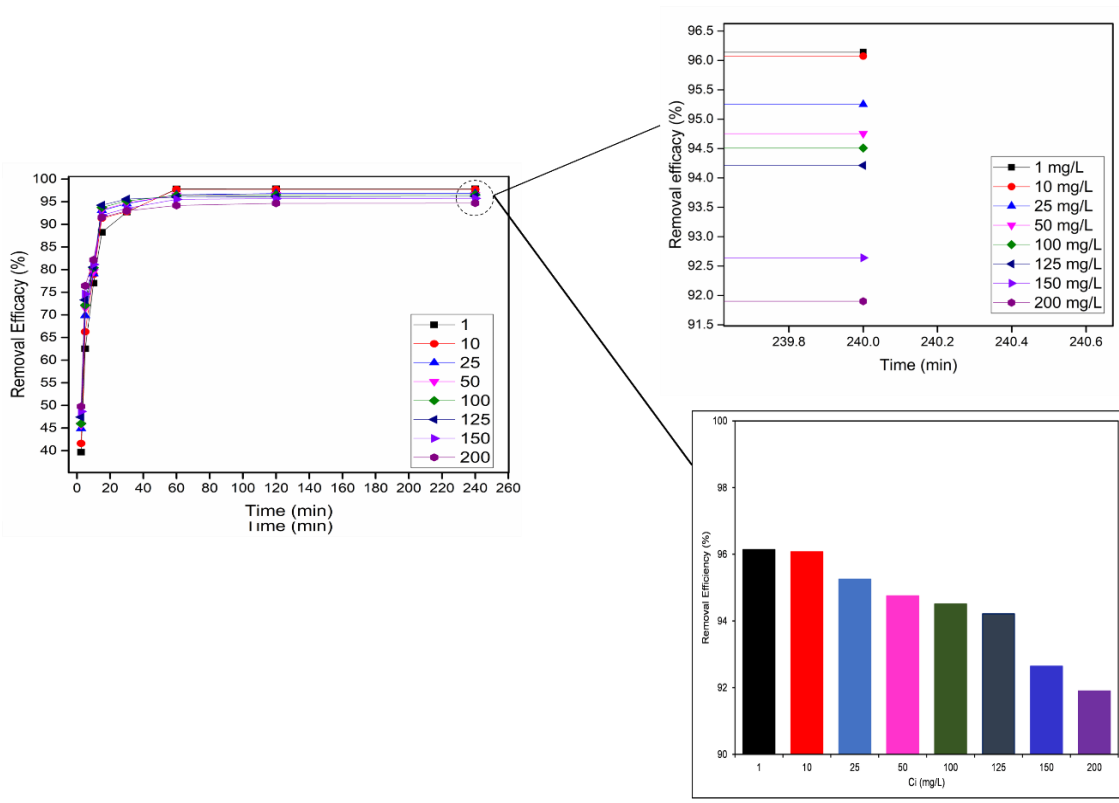 Removal Efficacy (%)
100
95
90
85
80
75
70
65
60
55
50
45
40
0 20 40 60 80 100 120 140 160 180 200 220 240 260
Time (min)
Time (min)
1
10
25
50
100
125
150
200
Removal efficacy (%)
96.5
96.0
95.5
95.0
94.5
94.0
93.5
93.0
92.5
92.0
91.5
239.8 240.0 240.2 240.4 240.6
Time (min)
1 mg/L
10 mg/L
25 mg/L
50 mg/L
100 mg/L
125 mg/L
150 mg/L
200 mg/L
Removal Efficiency (%)
100
98
96
94
92
90
1 10 25 50 100 125 150 200
Ci (mg/L)